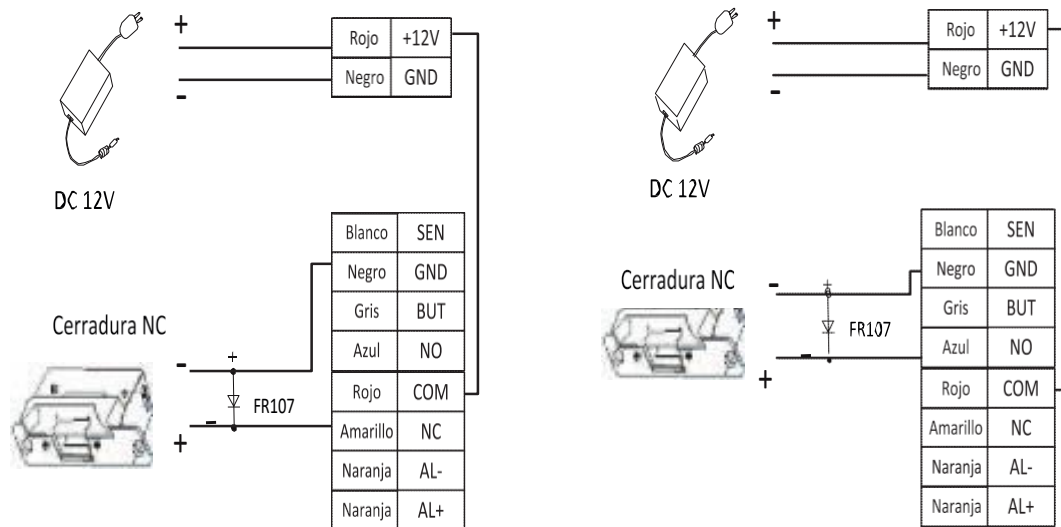 +
Rojo +12V
Negro GND
-
DC 12V
Blanco SEN
Negro GND
Gris BUT
Azul NO
Rojo COM
Amarillo NC
Naranja AL-
Naranja AL+
Cerradura NC
-
+
FR107
-
+
+
Rojo +12V
Negro GND
-
DC 12V
Blanco SEN
Negro GND
Gris BUT
Azul NO
Rojo COM
Amarillo NC
Naranja AL-
Naranja AL+
Cerradura NC
-
+
FR107
-
+